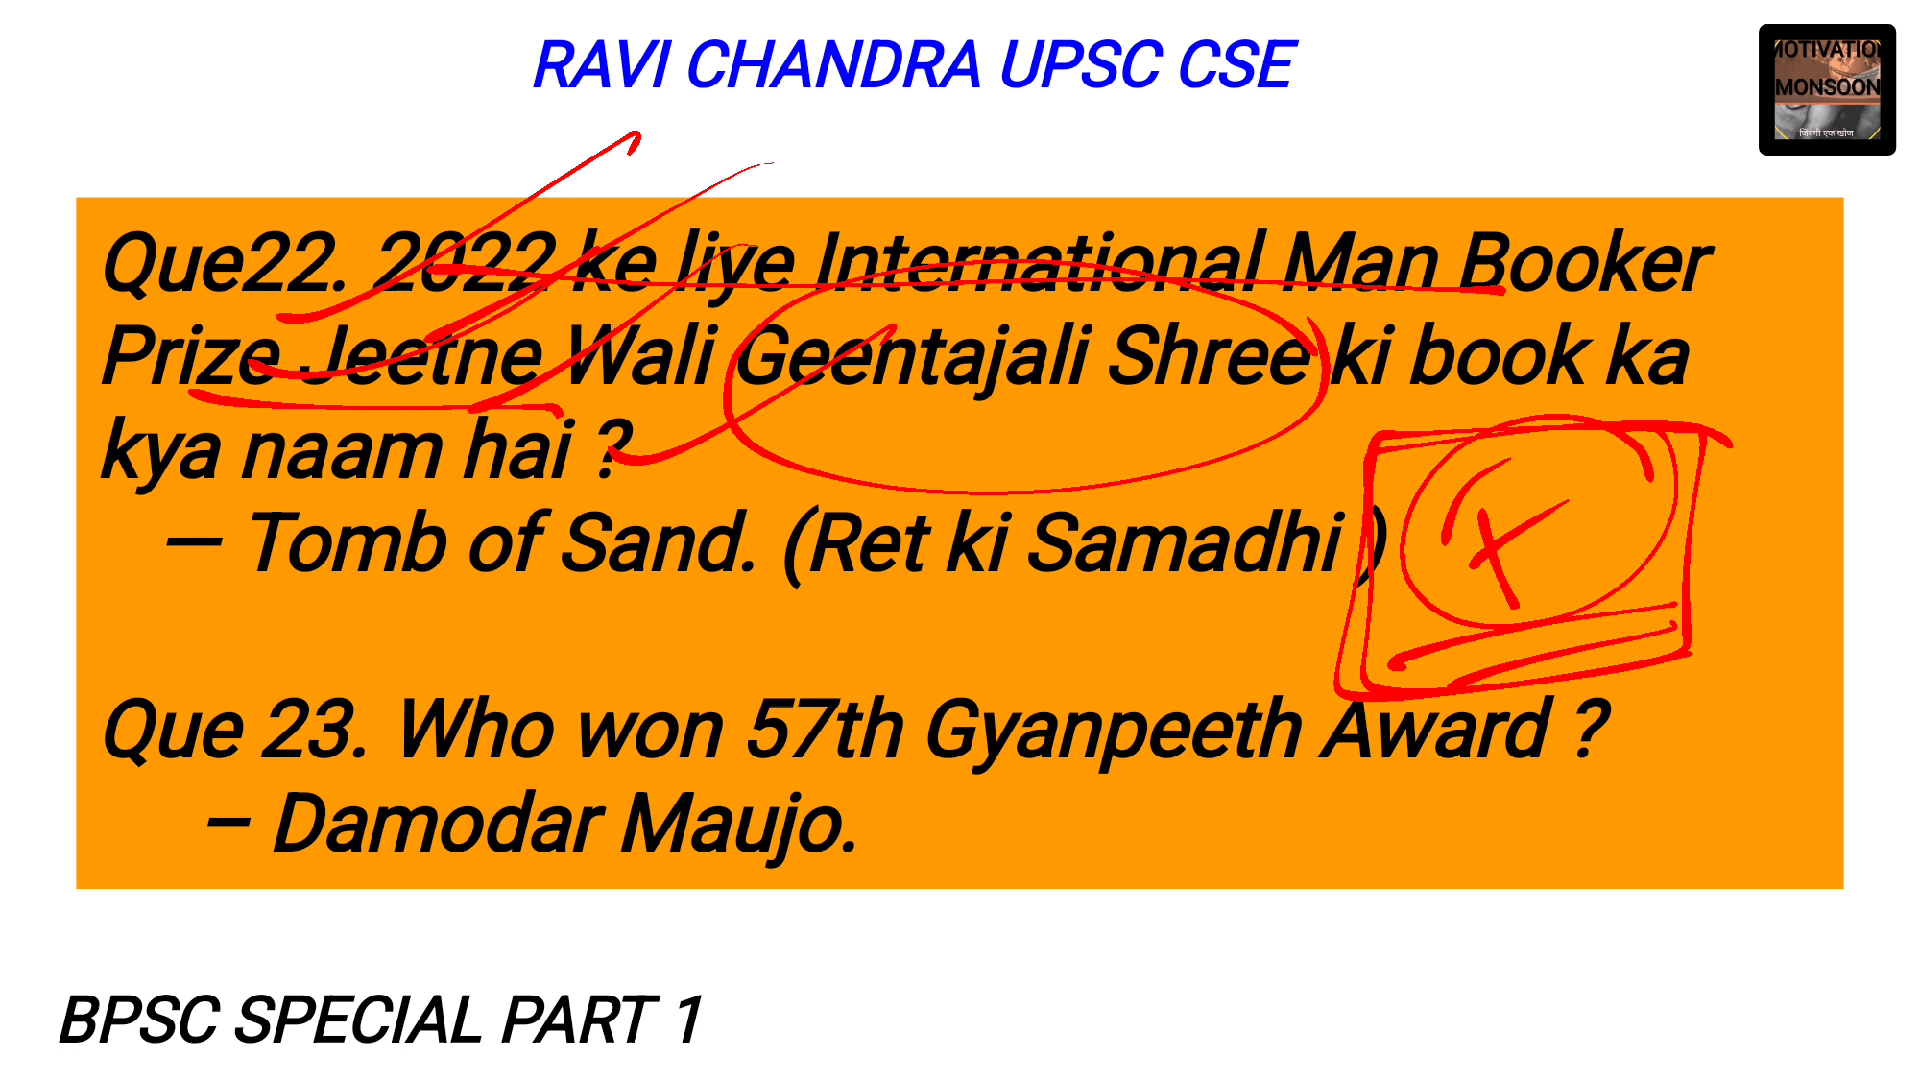 RAVI CHANDRA UPSC CSE
MOTIVATION
MONSOON
जिंदगी एक खोज
Que22. 2022 ke liye International Man Booker
Prize Jeetne Wali Geentajali Shree ki book ka
kya naam hai ?
— Tomb of Sand. (Ret ki Samadhi )
Que 23. Who won 57th Gyanpeeth Award ?
– Damodar Maujo.
BPSC SPECIAL PART 1